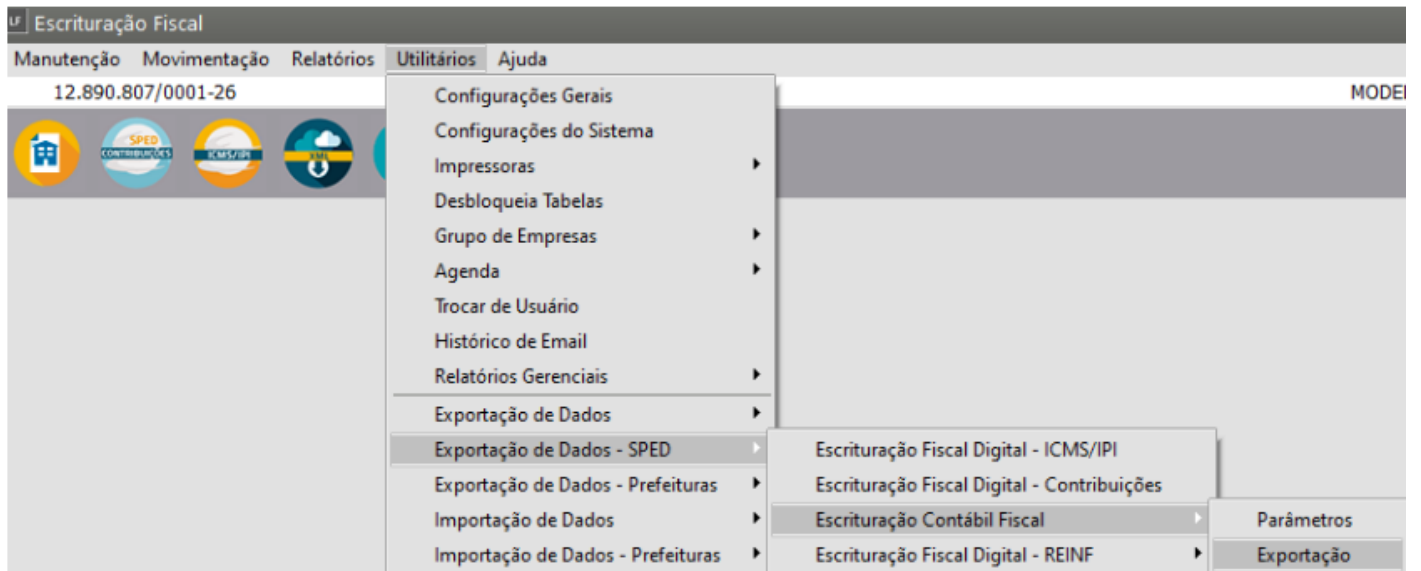 LF Escrituração Fiscal
Manutenção Movimentação Relatórios Utilitários Ajuda
12.890.807/0001-26 MODE
SPED CONTRIBUIÇÕES ICMS/IPI XML
Configurações Gerais
Configurações do Sistema
Impressoras
Desbloqueia Tabelas
Grupo de Empresas
Agenda
Trocar de Usuário
Histórico de Email
Relatórios Gerenciais
Exportação de Dados
Exportação de Dados - SPED
Exportação de Dados - Prefeituras
Importação de Dados
Importação de Dados - Prefeituras
Escrituração Fiscal Digital - ICMS/IPI
Escrituração Fiscal Digital - Contribuições
Escrituração Contábil Fiscal
Escrituração Fiscal Digital - REINF
Parâmetros
Exportação